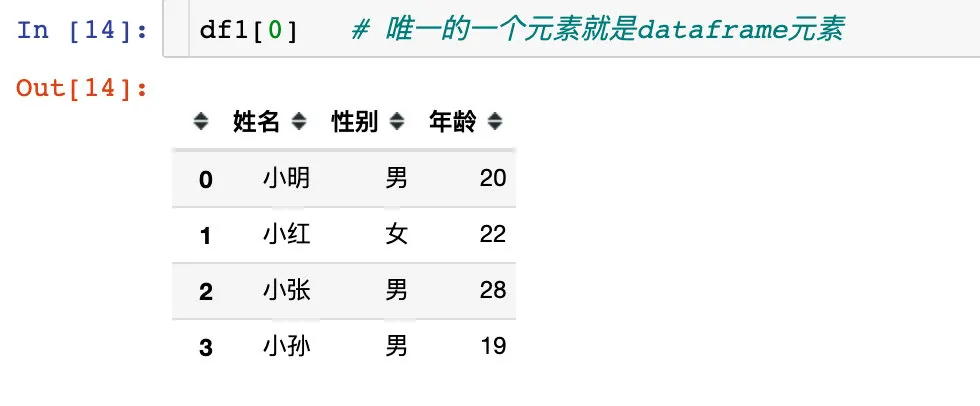 In [14]: df1[0] # 唯一的一个元素就是dataframe元素
Out[14]:
姓名 性别 年龄
0 小明 男 20
1 小红 女 22
2 小张 男 28
3 小孙 男 19